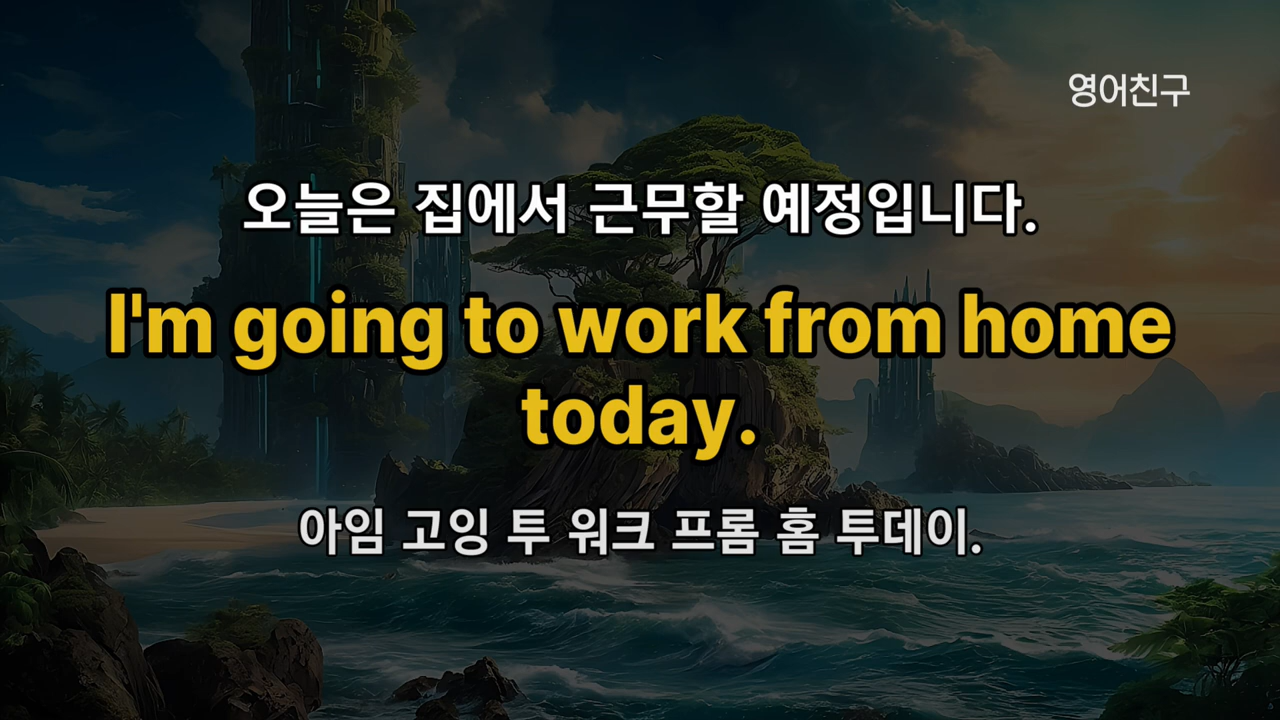 영어친구
오늘은 집에서 근무할 예정입니다.
I'm going to work from home
today.
아임 고잉 투 워크 프롬 홈 투데이.